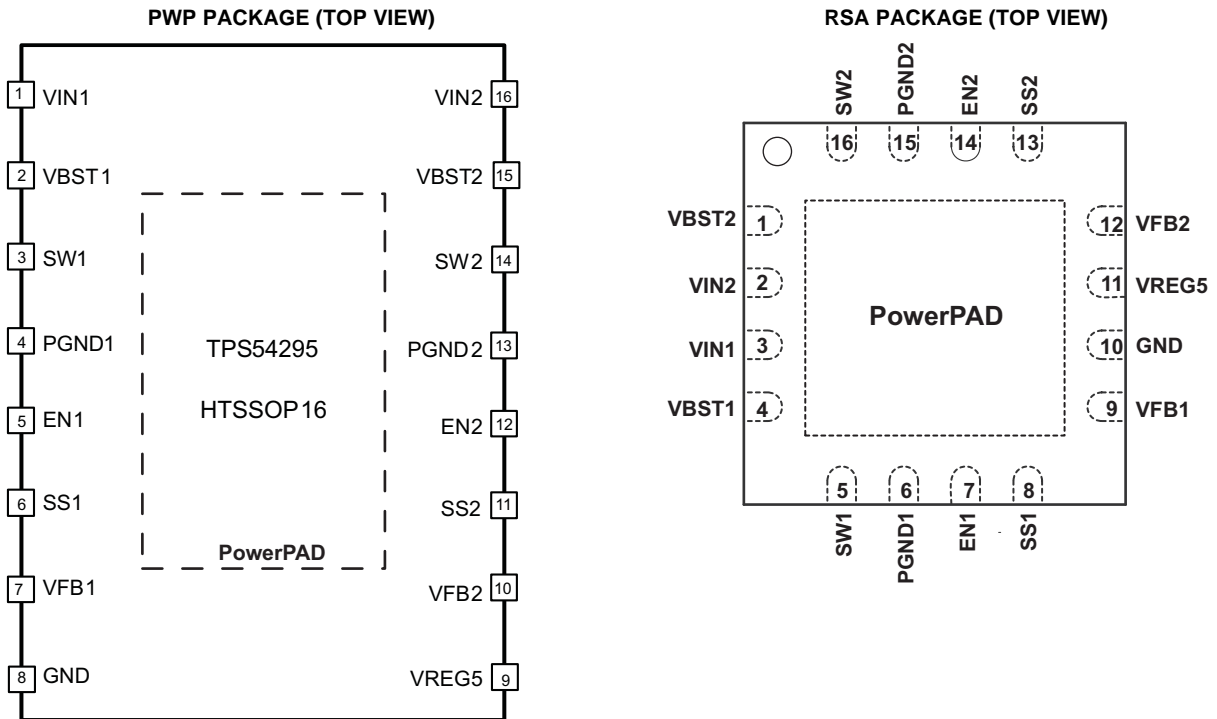 PWP PACKAGE (TOP VIEW)
1 VIN1
2 VBST1
3 SW1
4 PGND1
5 EN1
6 SS1
7 VFB1
8 GND
VIN2 16
VBST2 15
SW2 14
PGND2 13
EN2 12
SS2 11
VFB2 10
VREG5 9
TPS54295
HTSSOP16
PowerPAD
RSA PACKAGE (TOP VIEW)
SW2 PGND2 EN2 SS2
16 15 14 13
VBST2 1
VIN2 2
VIN1 3
VBST1 4
PowerPAD
12 VFB2
11 VREG5
10 GND
9 VFB1
5 6 7 8
SW1 PGND1 EN1 SS1